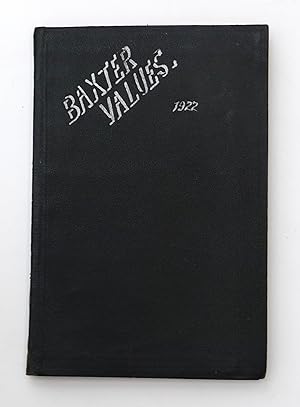 BAXTER
VALUES.
1922